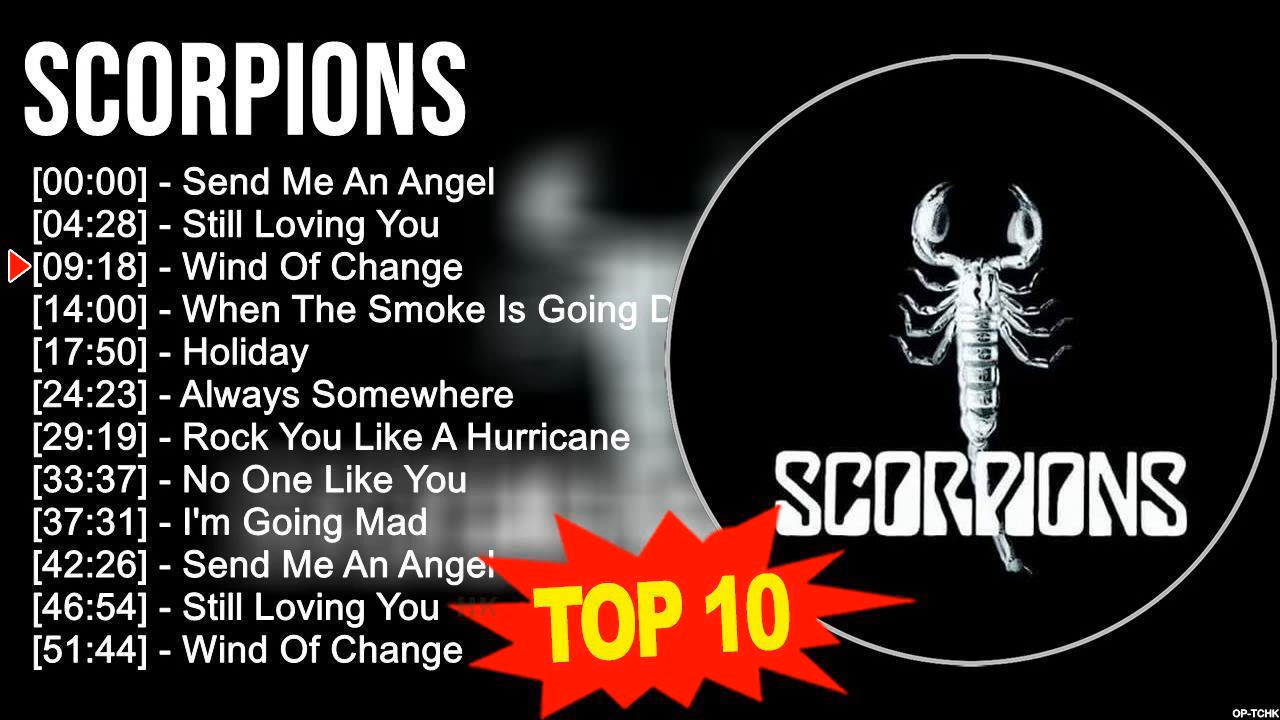 SCORPIONS
[00:00] - Send Me An Angel
[04:28] - Still Loving You
[09:18] - Wind Of Change
[14:00] - When The Smoke Is Going D
[17:50] - Holiday
[24:23] - Always Somewhere
[29:19] - Rock You Like A Hurricane
[33:37] - No One Like You
[37:31] - I'm Going Mad
[42:26] - Send Me An Angel
[46:54] - Still Loving You
[51:44] - Wind Of Change
SCORPIONS
TOP 10
OP-TCHK